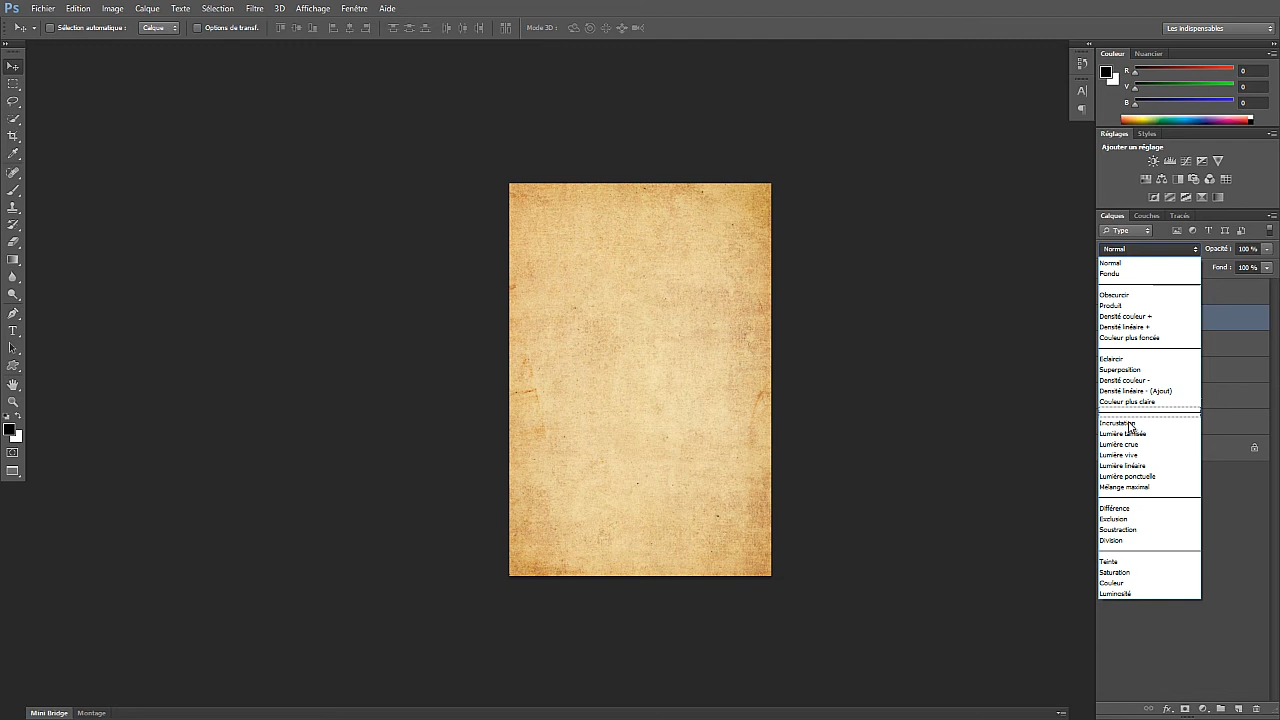 Ps Fichier Edition Image Calque Texte Sélection Filtre 3D Affichage Fenêtre Aide
Sélection automatique : Calque Options de transf. Mode 3D : Les indispensables
Couleur Nuancier
R 0
V 0
B 0
Réglages Styles
Ajouter un réglage
Calques Couches Tracés
Type
Normal Opacité : 100 %
Fond : 100 %
Normal
Fondu
Obscurcir
Produit
Densité couleur +
Densité linéaire +
Couleur plus foncée
Eclaircir
Superposition
Densité couleur -
Densité linéaire - (Ajout)
Couleur plus claire
Incrustation
Lumière tamisée
Lumière crue
Lumière vive
Lumière linéaire
Lumière ponctuelle
Mélange maximal
Différence
Exclusion
Soustraction
Division
Teinte
Saturation
Couleur
Luminosité
Mini Bridge Montage